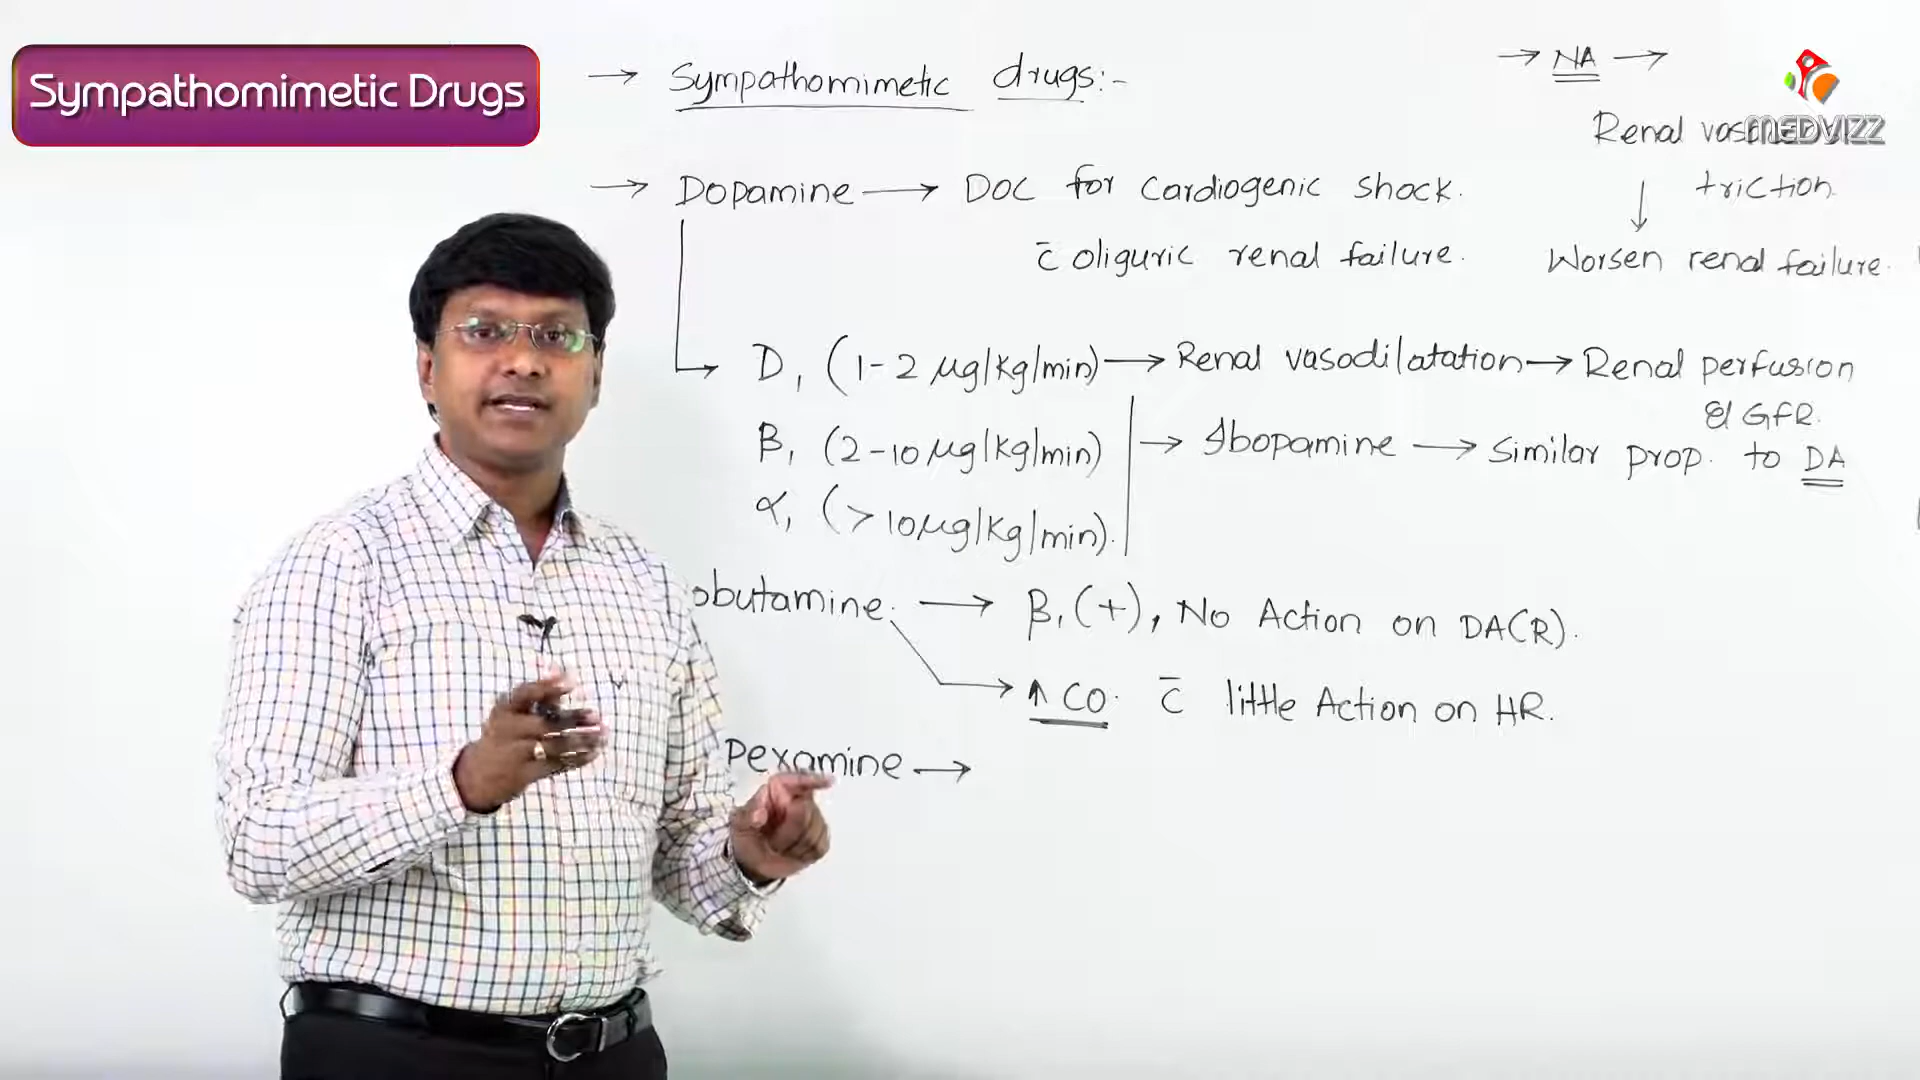 Sympathomimetic Drugs
→ Sympathomimetic drugs:-
→ NA →
MEDVIZZ
Renal
triction.
↓
Worsen renal failure.
→ Dopamine → DOC for cardiogenic shock.
c̄ oliguric renal failure.
D₁ (1-2 μg/kg/min) → Renal vasodilatation → Renal perfusion
& GFR.
β₁ (2-10 μg/kg/min)
→ Ibopamine → Similar prop. to DA
α₁ (>10 μg/kg/min).
obutamine. → β₁(+), No Action on DA(R).
↑ CO. c̄ little Action on HR.
pexamine →